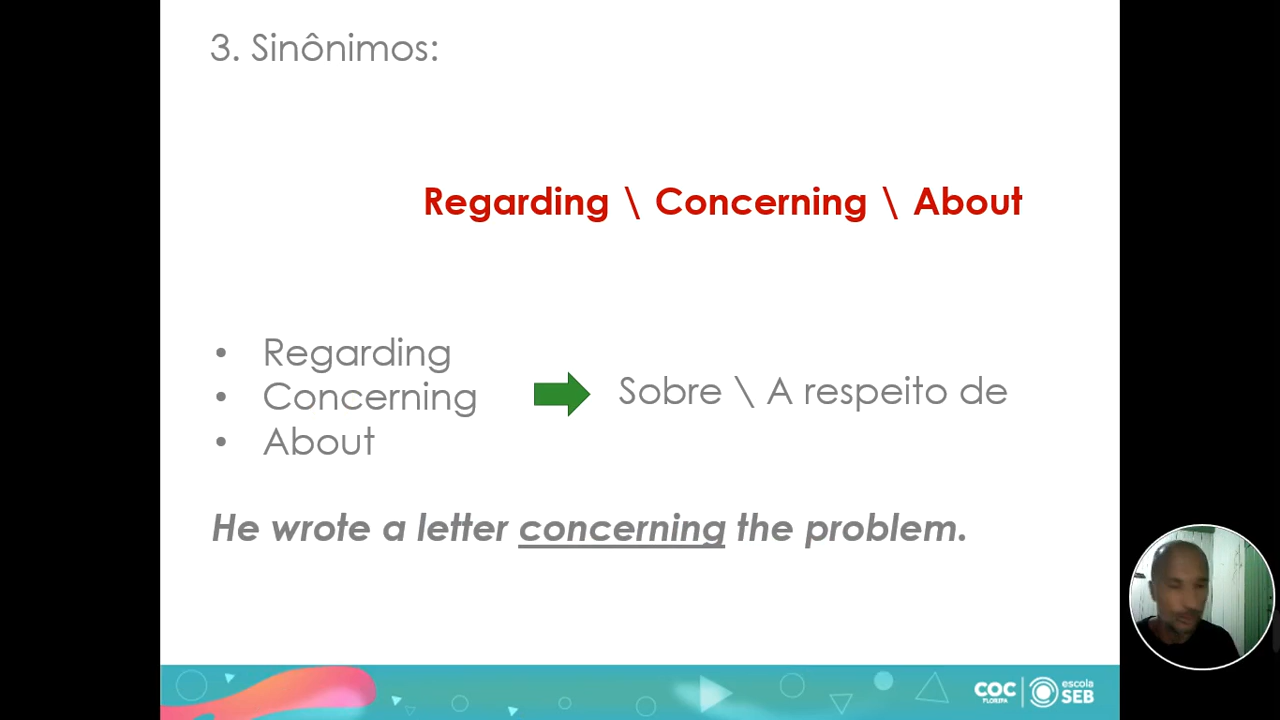 3. Sinônimos:
Regarding \ Concerning \ About
• Regarding
• Concerning
• About
Sobre \ A respeito de
He wrote a letter concerning the problem.
COC
FLORIPA
escola
SEB